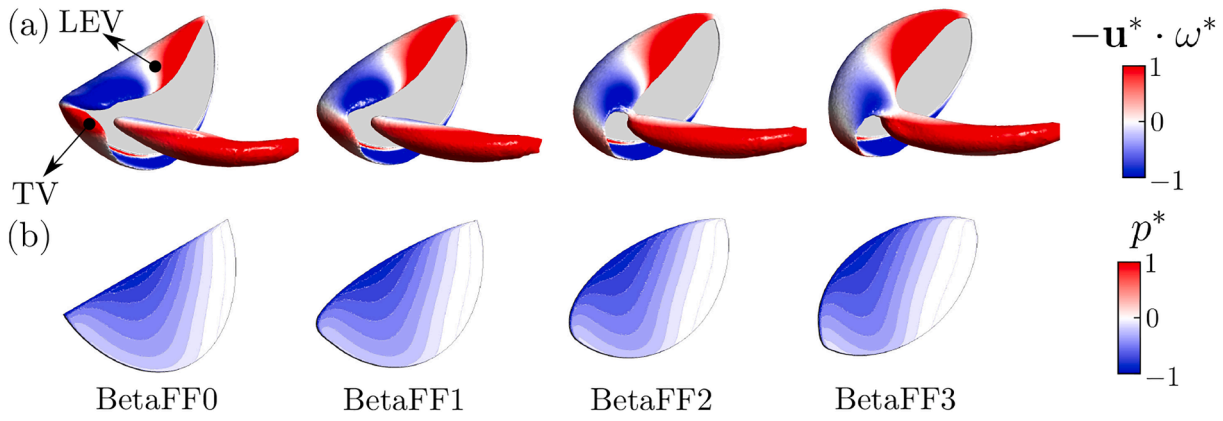 (a)
LEV
TV
−u* · ω*
1
0
−1
(b)
p*
1
0
−1
BetaFF0
BetaFF1
BetaFF2
BetaFF3